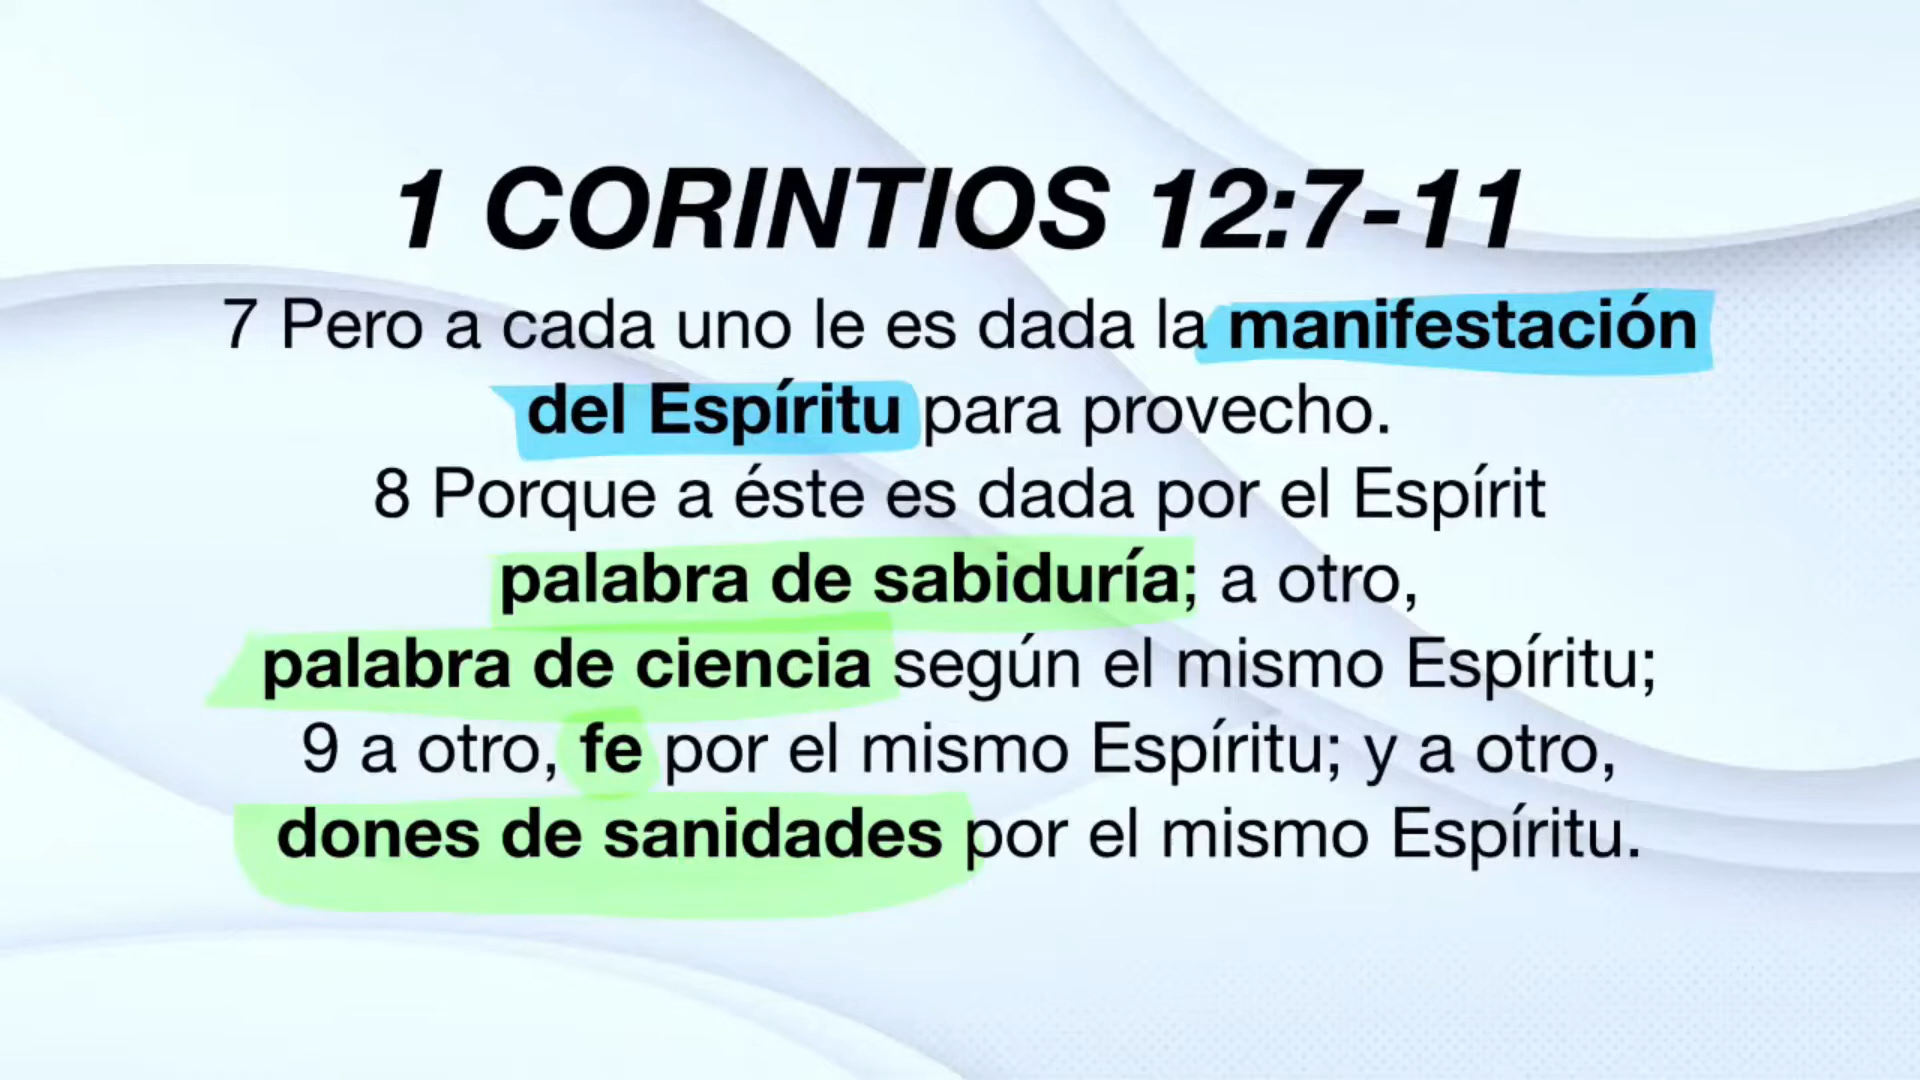 1 CORINTIOS 12:7-11
7 Pero a cada uno le es dada la manifestación
del Espíritu para provecho.
8 Porque a éste es dada por el Espírit
palabra de sabiduría; a otro,
palabra de ciencia según el mismo Espíritu;
9 a otro, fe por el mismo Espíritu; y a otro,
dones de sanidades por el mismo Espíritu.